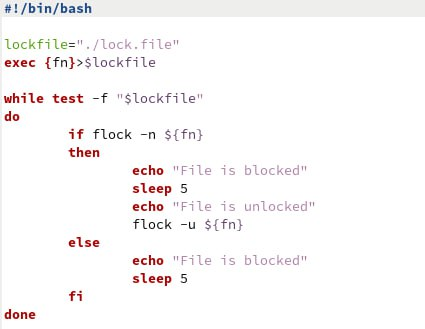 #!/bin/bash
lockfile="./lock.file"
exec {fn}>$lockfile
while test -f "$lockfile"
do
if flock -n ${fn}
then
echo "File is blocked"
sleep 5
echo "File is unlocked"
flock -u ${fn}
else
echo "File is blocked"
sleep 5
fi
done